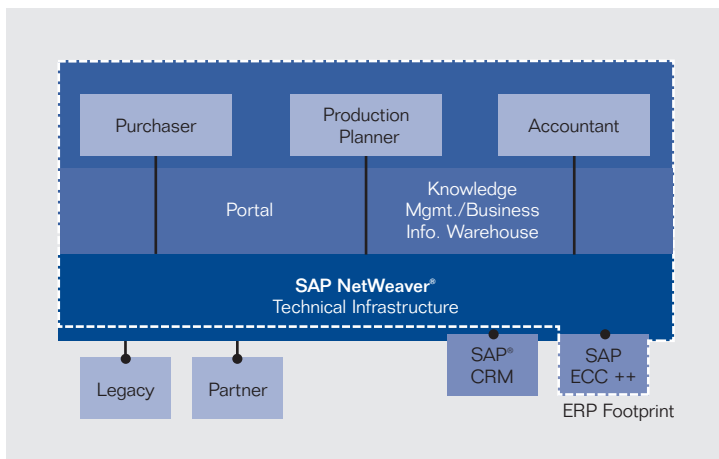 Purchaser
Production
Planner
Accountant
Portal
Knowledge
Mgmt./Business
Info. Warehouse
SAP NetWeaver®
Technical Infrastructure
Legacy
Partner
SAP®
CRM
SAP
ECC ++
ERP Footprint